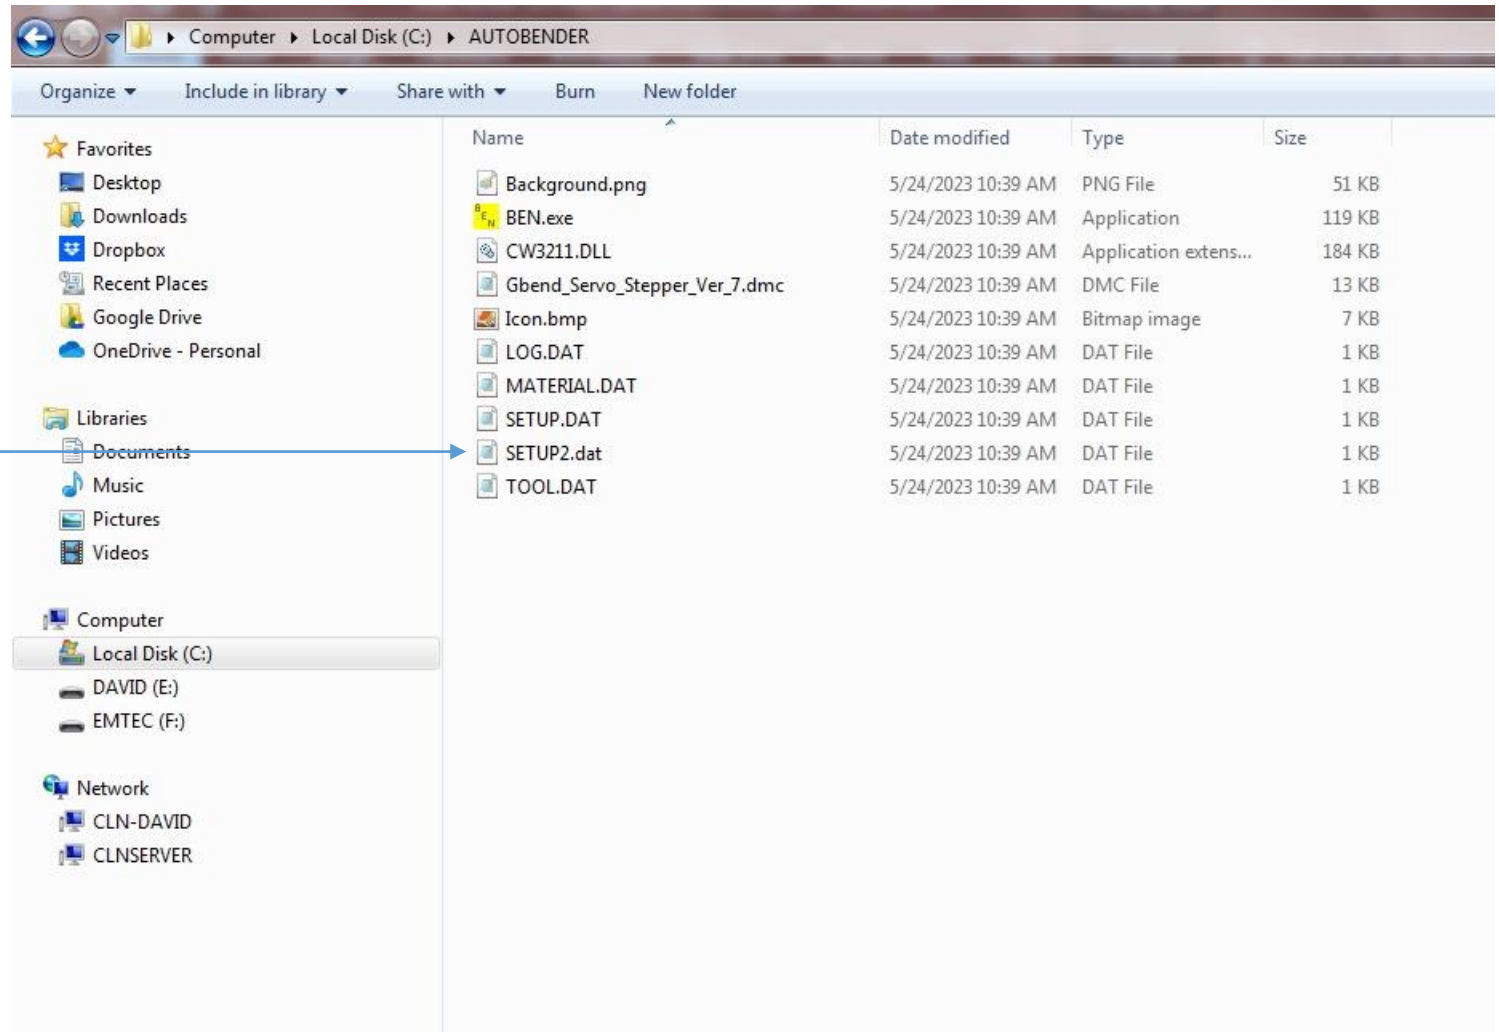 Computer Local Disk (C:) AUTOBENDER
Organize Include in library Share with Burn New folder
Favorites
Desktop
Downloads
Dropbox
Recent Places
Google Drive
OneDrive - Personal
Libraries
Documents
Music
Pictures
Videos
Computer
Local Disk (C:)
DAVID (E:)
EMTEC (F:)
Network
CLN-DAVID
CLNSERVER
Name Date modified Type Size
Background.png 5/24/2023 10:39 AM PNG File 51 KB
BEN BEN.exe 5/24/2023 10:39 AM Application 119 KB
CW3211.DLL 5/24/2023 10:39 AM Application extens... 184 KB
Gbend_Servo_Stepper_Ver_7.dmc 5/24/2023 10:39 AM DMC File 13 KB
Icon.bmp 5/24/2023 10:39 AM Bitmap image 7 KB
LOG.DAT 5/24/2023 10:39 AM DAT File 1 KB
MATERIAL.DAT 5/24/2023 10:39 AM DAT File 1 KB
SETUP.DAT 5/24/2023 10:39 AM DAT File 1 KB
SETUP2.dat 5/24/2023 10:39 AM DAT File 1 KB
TOOL.DAT 5/24/2023 10:39 AM DAT File 1 KB